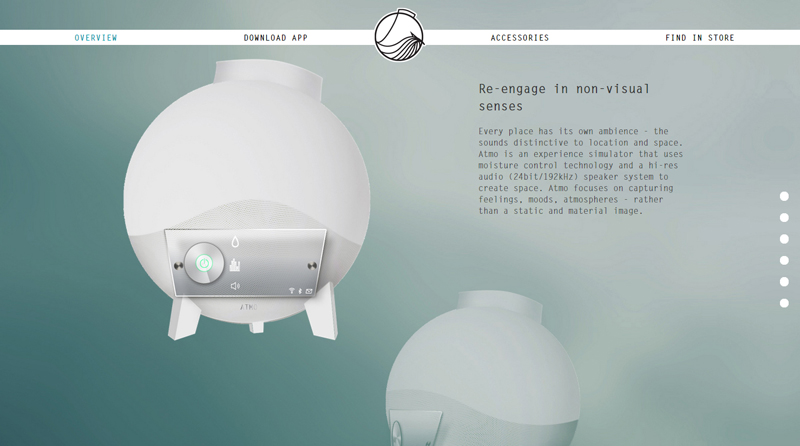 OVERVIEW
DOWNLOAD APP
ACCESSORIES
FIND IN STORE
Re-engage in non-visual
senses
Every place has its own ambience - the
sounds distinctive to location and space.
Atmo is an experience simulator that uses
moisture control technology and a hi-res
audio (24bit/192kHz) speaker system to
create space. Atmo focuses on capturing
feelings, moods, atmospheres - rather
than a static and material image.
ATMO